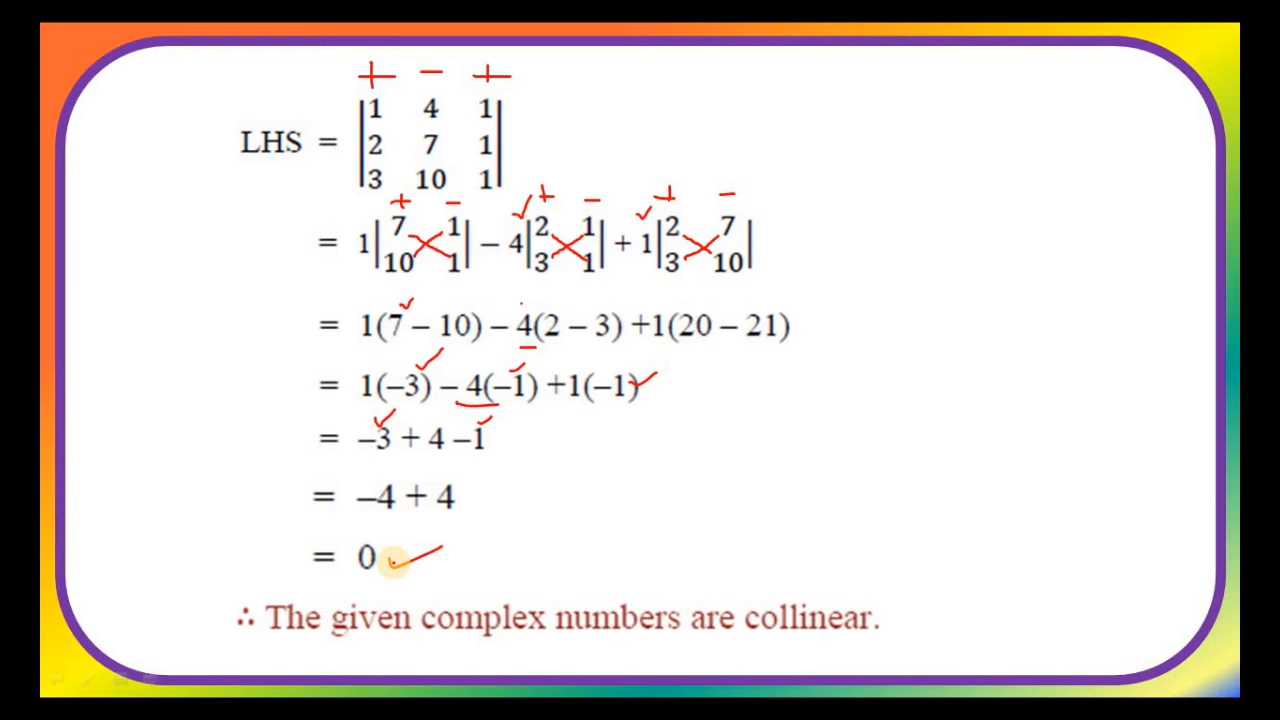 + − +
|1 4 1|
LHS = |2 7 1|
|3 10 1|
+ − + − + −
= 1|7 1| – 4|2 1| + 1|2 7|
|10 1| |3 1| |3 10|
= 1(7 – 10) – 4(2 – 3) +1(20 – 21)
= 1(–3) – 4(–1) +1(–1)
= –3 + 4 –1
= –4 + 4
= 0
∴ The given complex numbers are collinear.